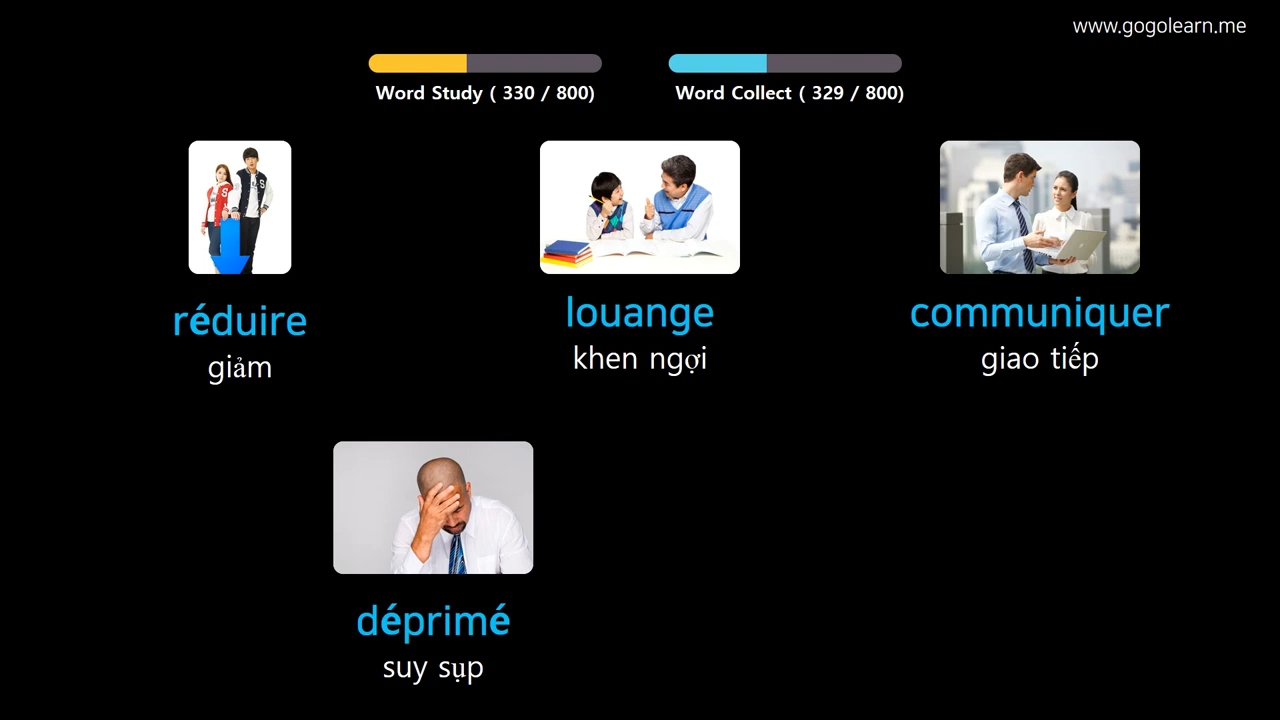 www.gogolearn.me
Word Study ( 330 / 800)
Word Collect ( 329 / 800)
réduire
giảm
louange
khen ngợi
communiquer
giao tiếp
déprimé
suy sụp